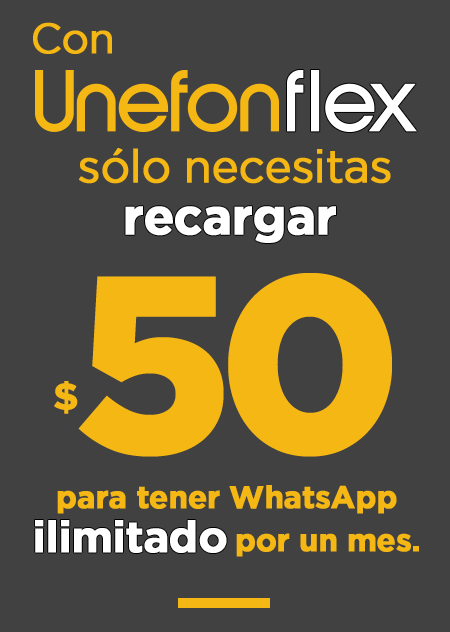 Con
Unefonflex
sólo necesitas
recargar
$50
para tener WhatsApp
ilimitado por un mes.